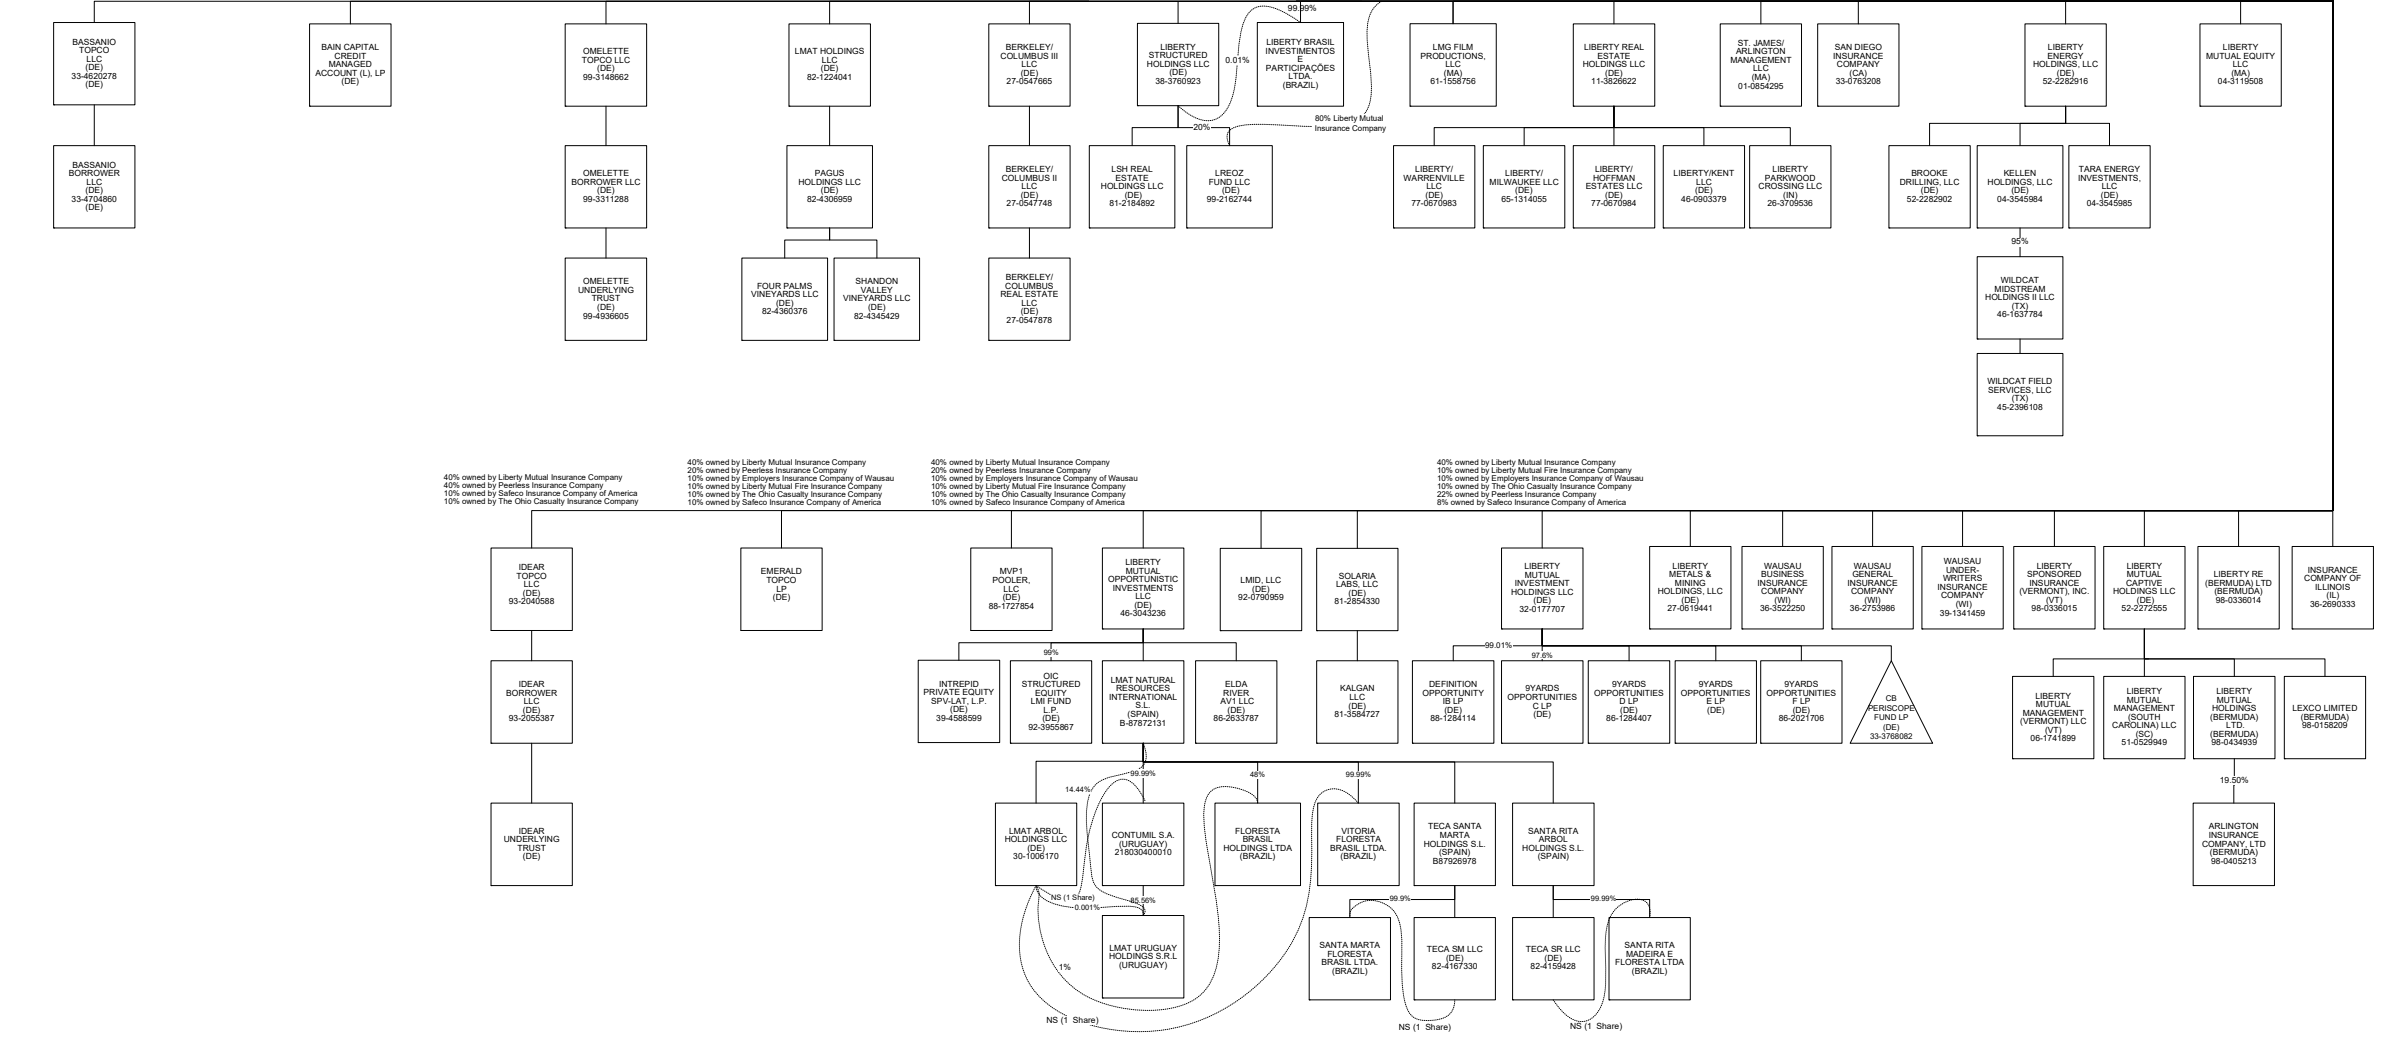 BASSANIO
TOPCO
LLC
(DE)
33-4620278
(DE)
BAIN CAPITAL
CREDIT
MANAGED
ACCOUNT (L), LP
(DE)
OMELETTE
TOPCO LLC
(DE)
99-3148662
LMAT HOLDINGS
LLC
(DE)
82-1224041
BERKELEY/
COLUMBUS III
LLC
(DE)
27-0547665
LIBERTY
STRUCTURED
HOLDINGS LLC
(DE)
38-3760923
0.01%
99.99%
LIBERTY BRASIL
INVESTIMENTOS
E
PARTICIPAÇÕES
LTDA.
(BRAZIL)
LMG FILM
PRODUCTIONS,
LLC
(MA)
61-1558756
LIBERTY REAL
ESTATE
HOLDINGS LLC
(DE)
11-3826622
ST. JAMES/
ARLINGTON
MANAGEMENT
LLC
(MA)
01-0854295
SAN DIEGO
INSURANCE
COMPANY
(CA)
33-0763208
LIBERTY
ENERGY
HOLDINGS, LLC
(DE)
52-2282916
LIBERTY
MUTUAL EQUITY
LLC
(MA)
04-3119508
20%
80% Liberty Mutual
Insurance Company
BASSANIO
BORROWER
LLC
(DE)
33-4704860
(DE)
OMELETTE
BORROWER LLC
(DE)
99-3311288
PAGUS
HOLDINGS LLC
(DE)
82-4306959
BERKELEY/
COLUMBUS II
LLC
(DE)
27-0547748
LSH REAL
ESTATE
HOLDINGS LLC
(DE)
81-2184892
LREOZ
FUND LLC
(DE)
99-2162744
LIBERTY/
WARRENVILLE
LLC
(DE)
77-0670983
LIBERTY/
MILWAUKEE LLC
(DE)
65-1314055
LIBERTY/
HOFFMAN
ESTATES LLC
(DE)
77-0670984
LIBERTY/KENT
LLC
(DE)
46-0903379
LIBERTY
PARKWOOD
CROSSING LLC
(IN)
26-3709536
BROOKE
DRILLING, LLC
(DE)
52-2282902
KELLEN
HOLDINGS, LLC
(DE)
04-3545984
TARA ENERGY
INVESTMENTS,
LLC
(DE)
04-3545985
95%
OMELETTE
UNDERLYING
TRUST
(DE)
99-4936605
FOUR PALMS
VINEYARDS LLC
(DE)
82-4360376
SHANDON
VALLEY
VINEYARDS LLC
(DE)
82-4345429
BERKELEY/
COLUMBUS
REAL ESTATE
LLC
(DE)
27-0547878
WILDCAT
MIDSTREAM
HOLDINGS II LLC
(TX)
46-1637784
WILDCAT FIELD
SERVICES, LLC
(TX)
45-2396108
40% owned by Liberty Mutual Insurance Company
40% owned by Peerless Insurance Company
10% owned by Safeco Insurance Company of America
10% owned by The Ohio Casualty Insurance Company
40% owned by Liberty Mutual Insurance Company
20% owned by Peerless Insurance Company
10% owned by Employers Insurance Company of Wausau
10% owned by Liberty Mutual Fire Insurance Company
10% owned by The Ohio Casualty Insurance Company
10% owned by Safeco Insurance Company of America
40% owned by Liberty Mutual Insurance Company
20% owned by Peerless Insurance Company
10% owned by Employers Insurance Company of Wausau
10% owned by Liberty Mutual Fire Insurance Company
10% owned by The Ohio Casualty Insurance Company
10% owned by Safeco Insurance Company of America
40% owned by Liberty Mutual Insurance Company
10% owned by Liberty Mutual Fire Insurance Company
10% owned by Employers Insurance Company of Wausau
10% owned by The Ohio Casualty Insurance Company
22% owned by Peerless Insurance Company
8% owned by Safeco Insurance Company of America
IDEAR
TOPCO
LLC
(DE)
93-2040588
EMERALD
TOPCO
LP
(DE)
MVP1
POOLER,
LLC
(DE)
88-1727854
LIBERTY
MUTUAL
OPPORTUNISTIC
INVESTMENTS
LLC
(DE)
46-3043236
LMID, LLC
(DE)
92-0790959
SOLARIA
LABS, LLC
(DE)
81-2854330
LIBERTY
MUTUAL
INVESTMENT
HOLDINGS LLC
(DE)
32-0177707
LIBERTY
METALS &
MINING
HOLDINGS, LLC
(DE)
27-0619441
WAUSAU
BUSINESS
INSURANCE
COMPANY
(WI)
36-3522250
WAUSAU
GENERAL
INSURANCE
COMPANY
(WI)
36-2753986
WAUSAU
UNDER-
WRITERS
INSURANCE
COMPANY
(WI)
39-1341459
LIBERTY
SPONSORED
INSURANCE
(VERMONT), INC.
(VT)
98-0336015
LIBERTY
MUTUAL
CAPTIVE
HOLDINGS LLC
(DE)
52-2272555
LIBERTY RE
(BERMUDA) LTD
(BERMUDA)
98-0336014
INSURANCE
COMPANY OF
ILLINOIS
(IL)
36-2690333
99%
99.01%
97.6%
IDEAR
BORROWER
LLC
(DE)
93-2055387
INTREPID
PRIVATE EQUITY
SPV-LAT, L.P.
(DE)
39-4588599
OIC
STRUCTURED
EQUITY
LMI FUND
L.P.
(DE)
92-3955867
LMAT NATURAL
RESOURCES
INTERNATIONAL
S.L.
(SPAIN)
B-87872131
ELDA
RIVER
AV1 LLC
(DE)
86-2633787
KALGAN
LLC
(DE)
81-3584727
DEFINITION
OPPORTUNITY
IB LP
(DE)
88-1284114
9YARDS
OPPORTUNITIES
C LP
(DE)
9YARDS
OPPORTUNITIES
D LP
(DE)
86-1284407
9YARDS
OPPORTUNITIES
E LP
(DE)
9YARDS
OPPORTUNITIES
F LP
(DE)
86-2021706
CB
PERISCOPE
FUND LP
(DE)
33-3768082
LIBERTY
MUTUAL
MANAGEMENT
(VERMONT) LLC
(VT)
06-1741899
LIBERTY
MUTUAL
MANAGEMENT
(SOUTH
CAROLINA) LLC
(SC)
51-0529949
LIBERTY
MUTUAL
HOLDINGS
(BERMUDA)
LTD.
(BERMUDA)
98-0434939
LEXCO LIMITED
(BERMUDA)
98-0158209
99.99%
14.44%
48%
99.99%
19.50%
IDEAR
UNDERLYING
TRUST
(DE)
LMAT ARBOL
HOLDINGS LLC
(DE)
30-1006170
CONTUMIL S.A.
(URUGUAY)
218030400010
FLORESTA
BRASIL
HOLDINGS LTDA
(BRAZIL)
VITORIA
FLORESTA
BRASIL LTDA.
(BRAZIL)
TECA SANTA
MARTA
HOLDINGS S.L.
(SPAIN)
B87926978
SANTA RITA
ARBOL
HOLDINGS S.L.
(SPAIN)
ARLINGTON
INSURANCE
COMPANY, LTD
(BERMUDA)
98-0405213
NS (1 Share)
0.001%
85.56%
99.9%
99.99%
LMAT URUGUAY
HOLDINGS S.R.L
(URUGUAY)
SANTA MARTA
FLORESTA
BRASIL LTDA.
(BRAZIL)
TECA SM LLC
(DE)
82-4167330
TECA SR LLC
(DE)
82-4159428
SANTA RITA
MADEIRA E
FLORESTA LTDA
(BRAZIL)
1%
NS (1 Share)
NS (1 Share)
NS (1 Share)